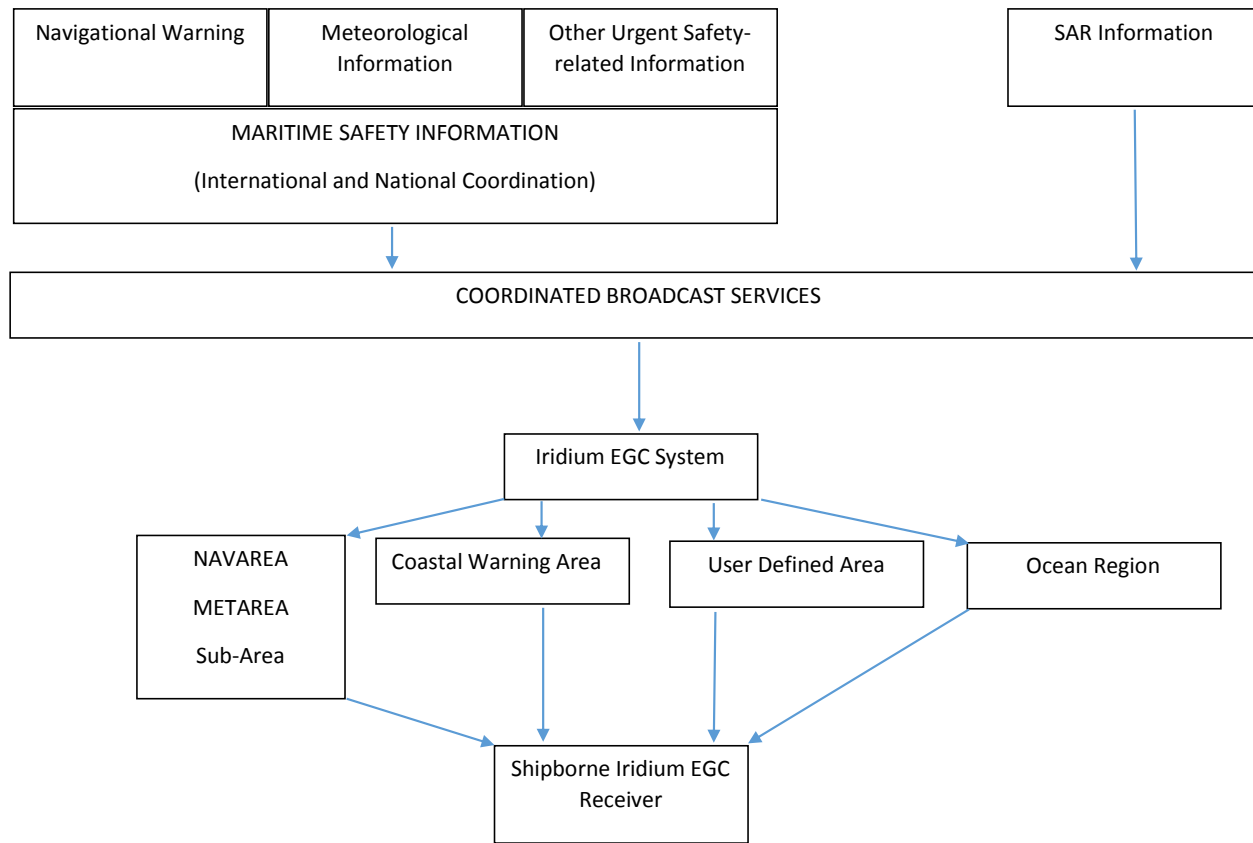 Navigational Warning
Meteorological
Information
Other Urgent Safety-
related Information
SAR Information
MARITIME SAFETY INFORMATION
(International and National Coordination)
COORDINATED BROADCAST SERVICES
Iridium EGC System
NAVAREA
METAREA
Sub-Area
Coastal Warning Area
User Defined Area
Ocean Region
Shipborne Iridium EGC
Receiver